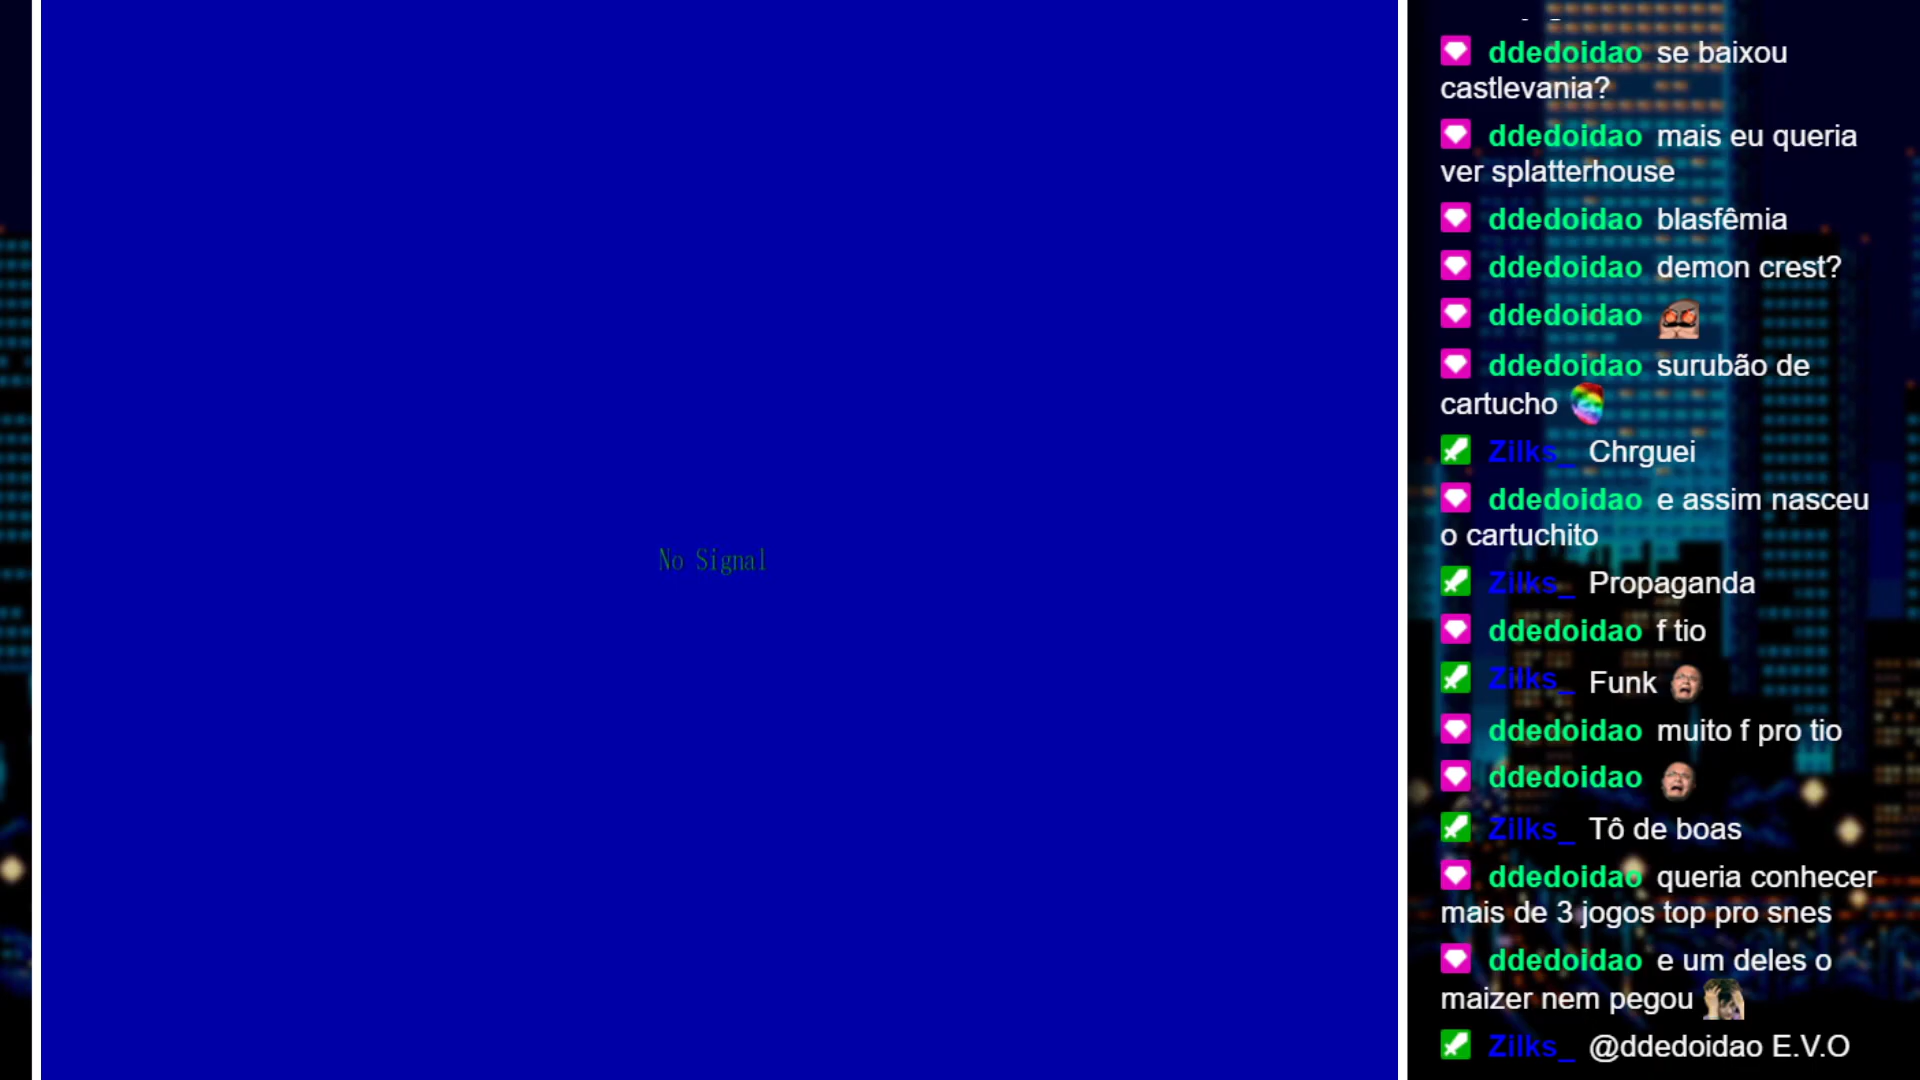 No Signal
ddedoidao se baixou
castlevania?
ddedoidao mais eu queria
ver splatterhouse
ddedoidao blasfêmia
ddedoidao demon crest?
ddedoidao
ddedoidao surubão de
cartucho
Zilks_ Chrguei
ddedoidao e assim nasceu
o cartuchito
Zilks_ Propaganda
ddedoidao f tio
Zilks_ Funk
ddedoidao muito f pro tio
ddedoidao
Zilks_ Tô de boas
ddedoidao queria conhecer
mais de 3 jogos top pro snes
ddedoidao e um deles o
maizer nem pegou
Zilks_ @ddedoidao E.V.O